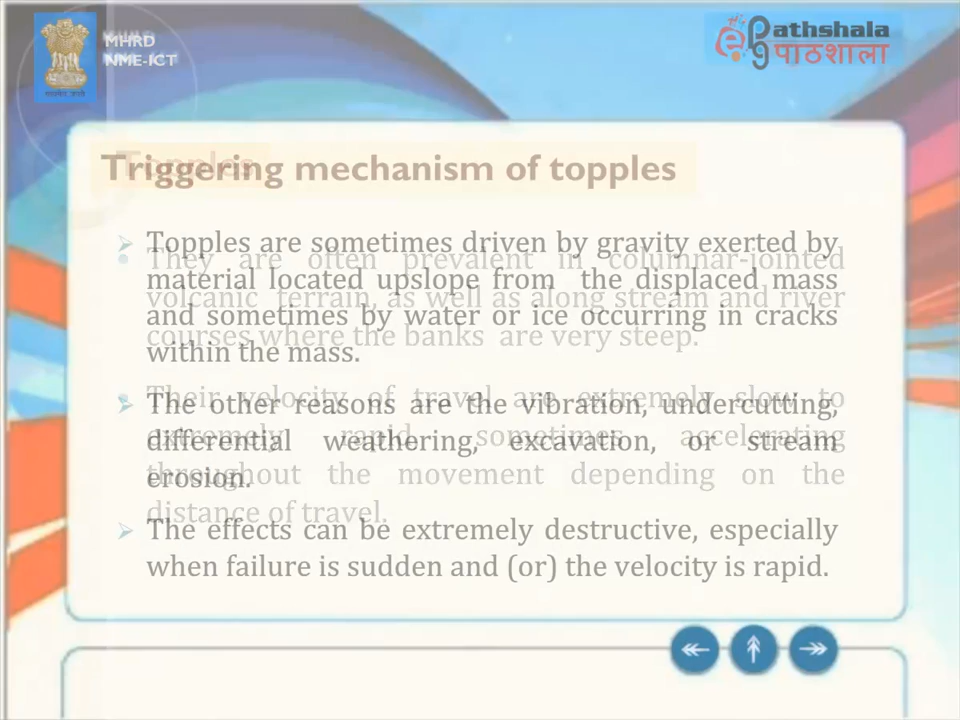 MHRD
NME-ICT
ePathshala
पाठशाला
Topples
Triggering mechanism of topples
Topples are sometimes driven by gravity exerted by
material located upslope from the displaced mass
and sometimes by water or ice occurring in cracks
within the mass.
The other reasons are the vibration, undercutting,
differential weathering, excavation, or stream
erosion.
The effects can be extremely destructive, especially
when failure is sudden and (or) the velocity is rapid.
They are often prevalent in columnar-jointed
volcanic terrain, as well as along stream and river
courses where the banks are very steep.
Their velocity of travel are extremely slow to
extremely rapid, sometimes accelerating
throughout the movement depending on the
distance of travel.